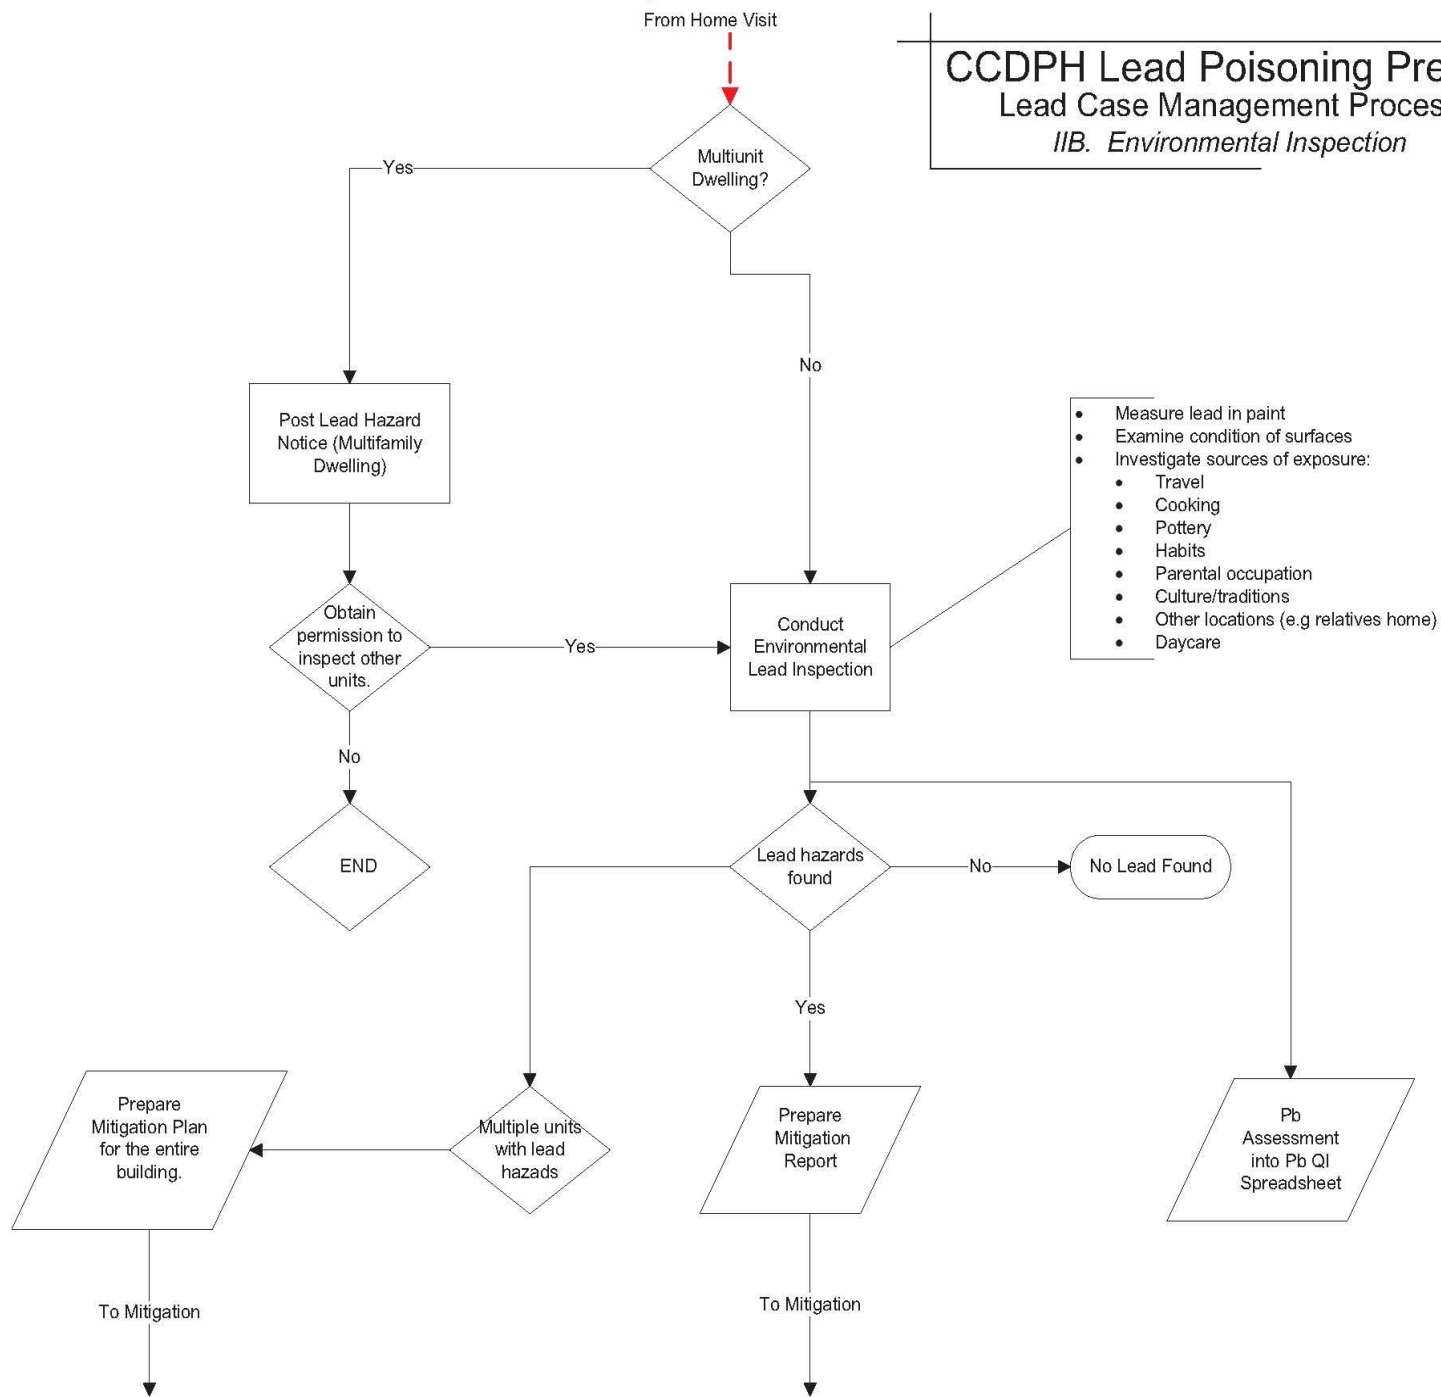 From Home Visit
CCDPH Lead Poisoning Pre
Lead Case Management Proces
IIB. Environmental Inspection
Multiunit
Dwelling?
Yes
No
Post Lead Hazard
Notice (Multifamily
Dwelling)
• Measure lead in paint
• Examine condition of surfaces
• Investigate sources of exposure:
• Travel
• Cooking
• Pottery
• Habits
• Parental occupation
• Culture/traditions
• Other locations (e.g relatives home)
• Daycare
Obtain
permission to
inspect other
units.
Yes
Conduct
Environmental
Lead Inspection
No
END
Lead hazards
found
No
No Lead Found
Yes
Prepare
Mitigation Plan
for the entire
building.
Multiple units
with lead
hazads
Prepare
Mitigation
Report
Pb
Assessment
into Pb QI
Spreadsheet
To Mitigation
To Mitigation